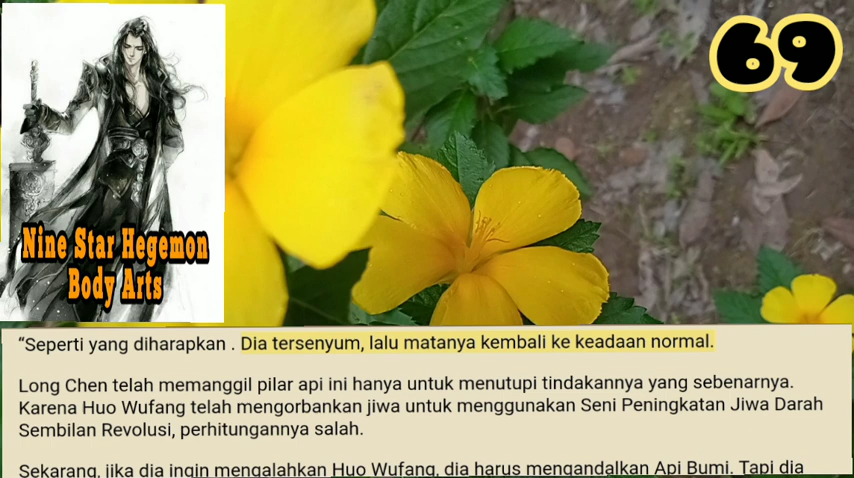 69
Nine Star Hegemon
Body Arts
“Seperti yang diharapkan . Dia tersenyum, lalu matanya kembali ke keadaan normal.
Long Chen telah memanggil pilar api ini hanya untuk menutupi tindakannya yang sebenarnya.
Karena Huo Wufang telah mengorbankan jiwa untuk menggunakan Seni Peningkatan Jiwa Darah
Sembilan Revolusi, perhitungannya salah.
Sekarang, jika dia ingin mengalahkan Huo Wufang, dia harus mengandalkan Api Bumi. Tapi dia